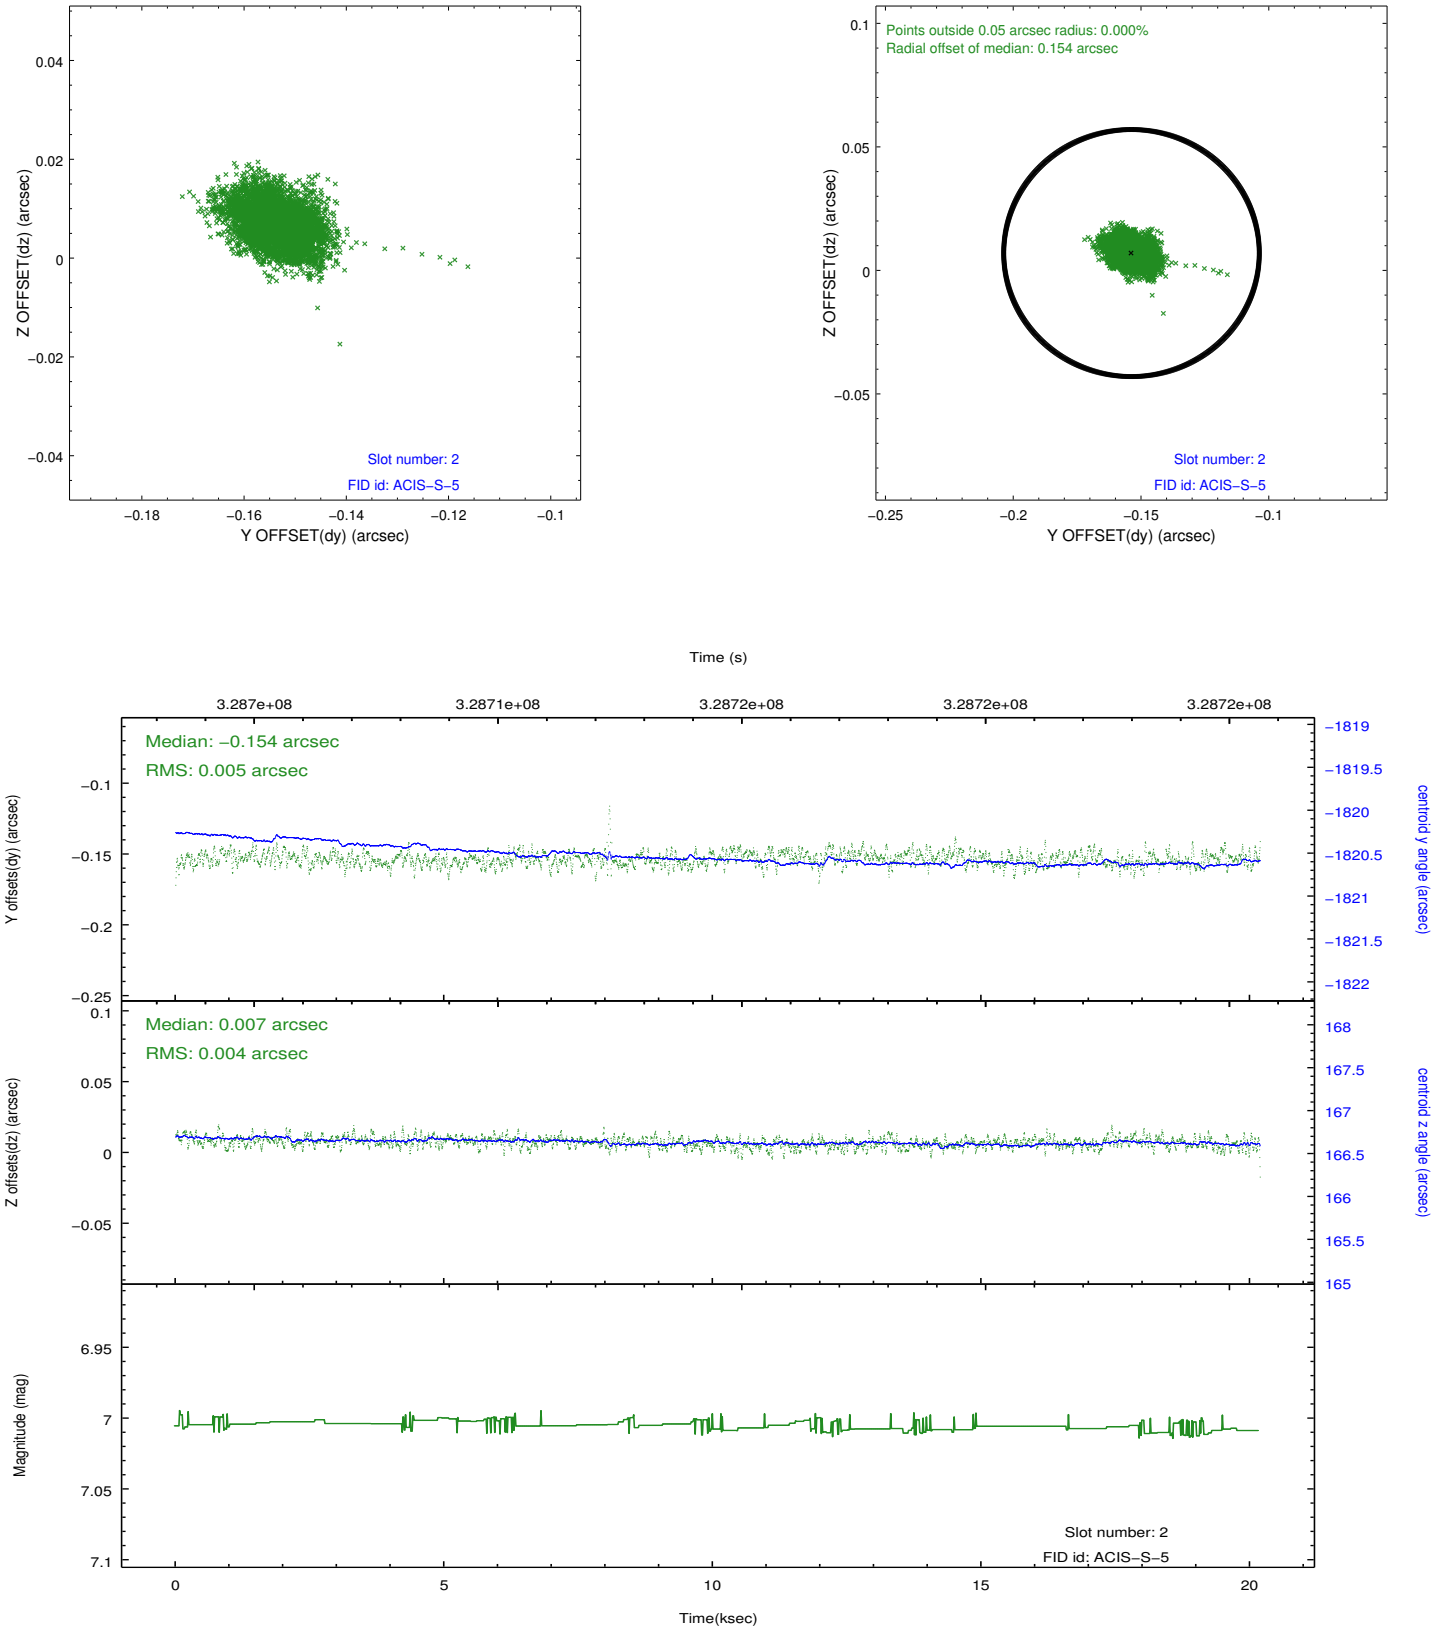 0.04
0.02
0
−0.02
−0.04
Z OFFSET(dz) (arcsec)
Slot number: 2
FID id: ACIS−S−5
−0.18
−0.16
−0.14
−0.12
−0.1
Y OFFSET(dy) (arcsec)
Points outside 0.05 arcsec radius: 0.000%
Radial offset of median: 0.154 arcsec
0.1
0.05
0
−0.05
Z OFFSET(dz) (arcsec)
Slot number: 2
FID id: ACIS−S−5
−0.25
−0.2
−0.15
−0.1
Y OFFSET(dy) (arcsec)
Time (s)
3.287e+08
3.2871e+08
3.2872e+08
3.2872e+08
3.2872e+08
Median: −0.154 arcsec
RMS: 0.005 arcsec
−0.1
−0.15
−0.2
−0.25
Y offsets(dy) (arcsec)
−1819
−1819.5
−1820
−1820.5
−1821
−1821.5
−1822
centroid y angle (arcsec)
Median: 0.007 arcsec
RMS: 0.004 arcsec
0.1
0.05
0
−0.05
Z offsets(dz) (arcsec)
168
167.5
167
166.5
166
165.5
165
centroid z angle (arcsec)
6.95
7
7.05
7.1
Magnitude (mag)
Slot number: 2
FID id: ACIS−S−5
0
5
10
15
20
Time(ksec)